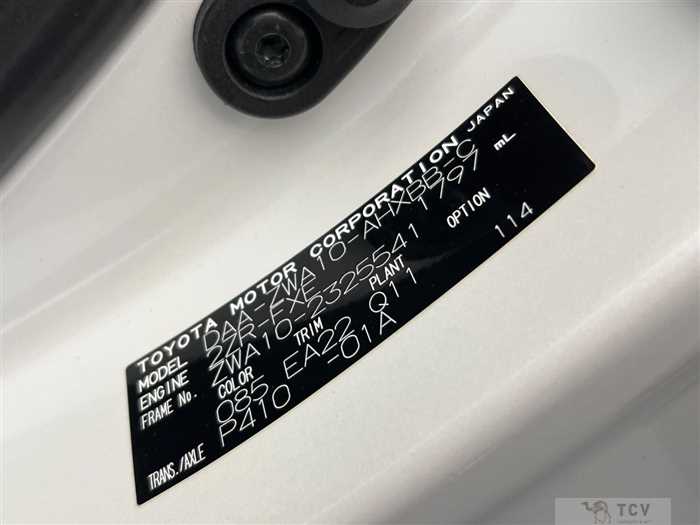 TOYOTA MOTOR CORPORATION JAPAN
MODEL DAA-ZWA10-AHXBB-C
ENGINE 2ZR-FXE 1797 mL
FRAME No. ZWA10-2325541
COLOR TRIM PLANT OPTION
085 EA22 Q11 114
TRANS./AXLE P410 -01A
TCV